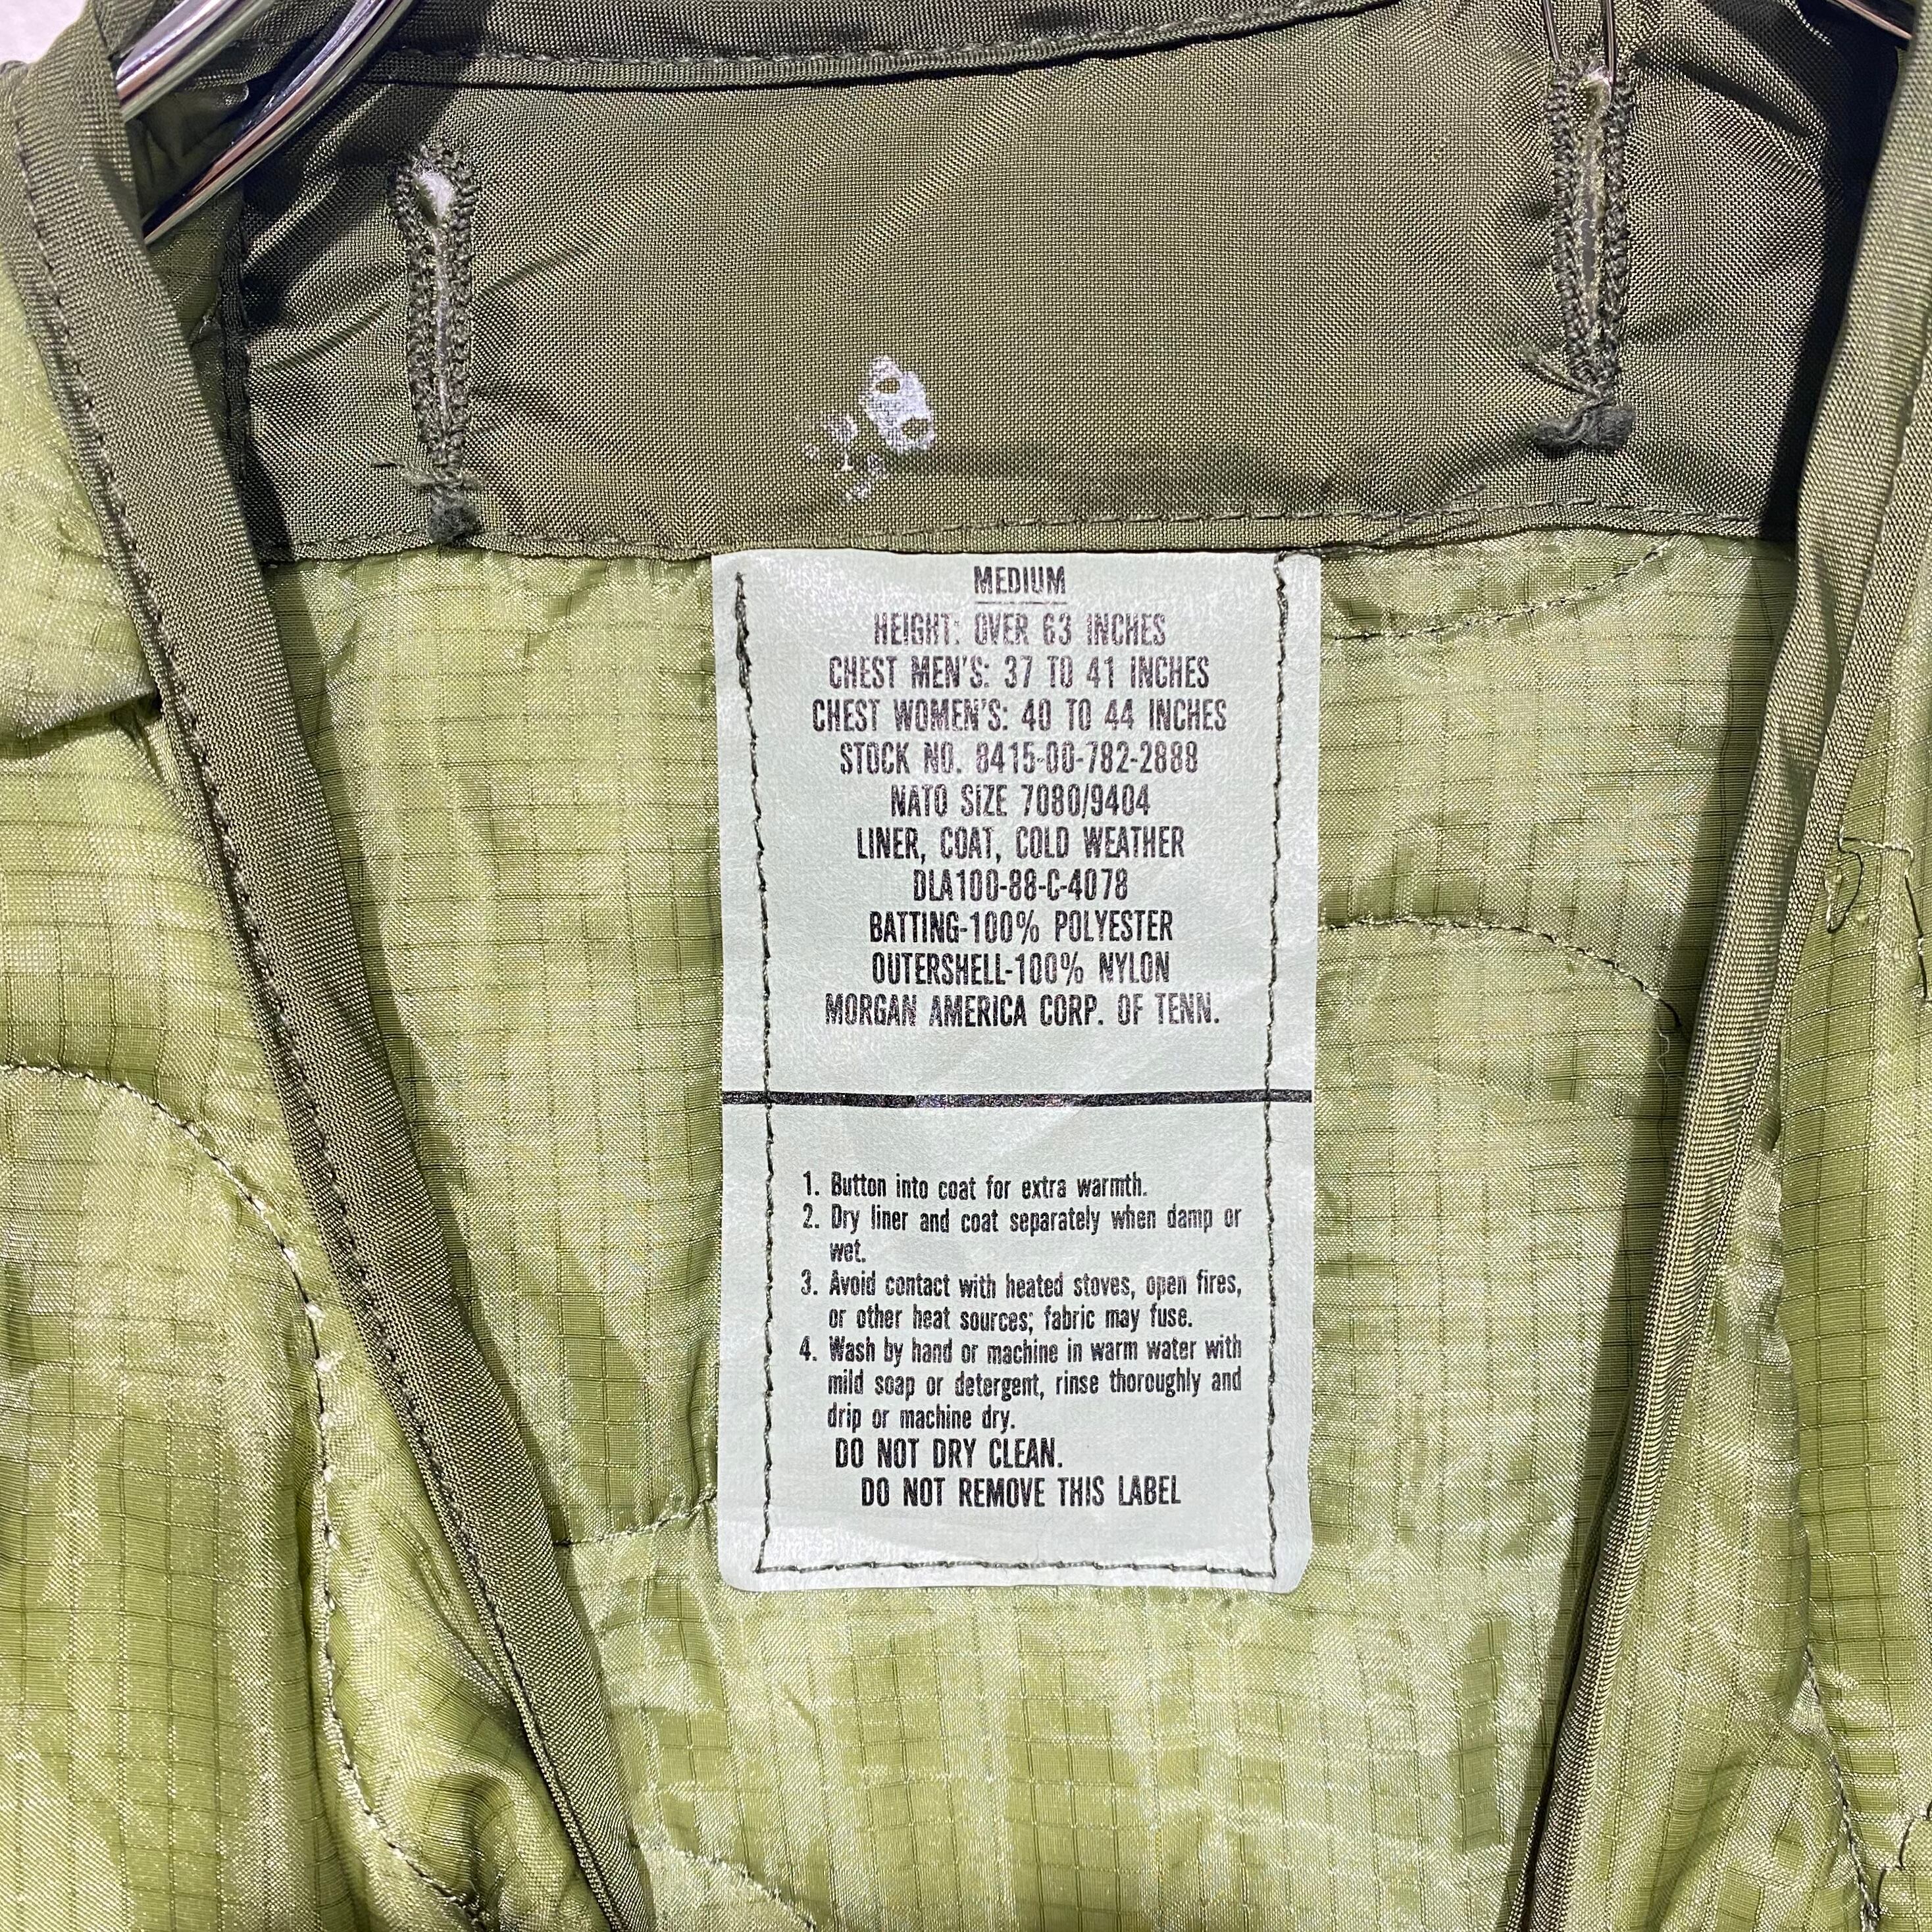 MEDIUM
HEIGHT: OVER 63 INCHES
CHEST MEN'S: 37 TO 41 INCHES
CHEST WOMEN'S: 40 TO 44 INCHES
STOCK NO. 8415-00-782-2888
NATO SIZE 7080/9404
LINER, COAT, COLD WEATHER
DLA100-88-C-4078
BATTING-100% POLYESTER
OUTERSHELL-100% NYLON
MORGAN AMERICA CORP. OF TENN.
1. Button into coat for extra warmth.
2. Dry liner and coat separately when damp or
wet.
3. Avoid contact with heated stoves, open fires,
or other heat sources; fabric may fuse.
4. Wash by hand or machine in warm water with
mild soap or detergent, rinse thoroughly and
drip or machine dry.
DO NOT DRY CLEAN.
DO NOT REMOVE THIS LABEL